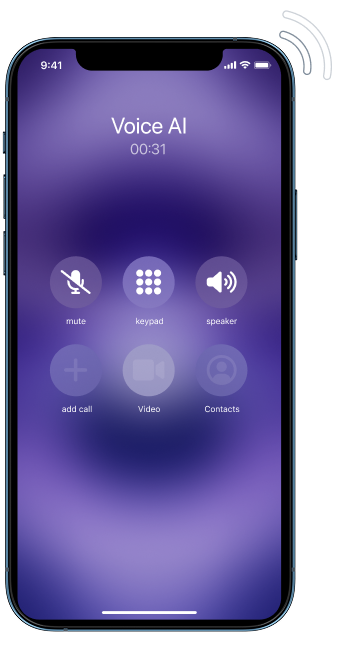 9:41
Voice AI
00:31
mute keypad speaker
add call Video Contacts